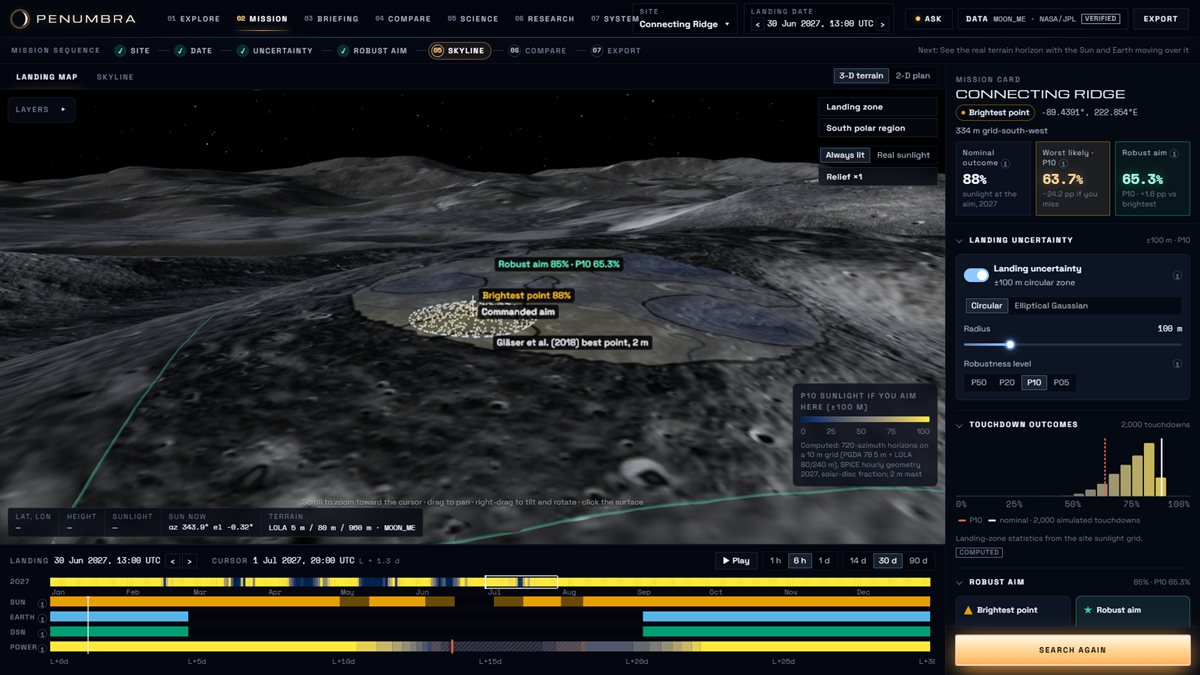 PENUMBRA
01 EXPLORE
02 MISSION
03 BRIEFING
04 COMPARE
05 SCIENCE
06 RESEARCH
07 SYSTEM
SITE
Connecting Ridge
LANDING DATE
< 30 Jun 2027, 13:00 UTC >
ASK
DATA MOON_ME · NASA/JPL VERIFIED
EXPORT
MISSION SEQUENCE
✓ SITE
✓ DATE
✓ UNCERTAINTY
✓ ROBUST AIM
05 SKYLINE
06 COMPARE
07 EXPORT
Next: See the real terrain horizon with the Sun and Earth moving over it
LANDING MAP
SKYLINE
3-D terrain
2-D plan
LAYERS
Landing zone
South polar region
Always lit
Real sunlight
Relief ×1
Robust aim 85% · P10 65.3%
Brightest point 88%
Commanded aim
Gläser et al. (2018) best point, 2 m
P10 SUNLIGHT IF YOU AIM
HERE (±100 M)
0 25 50 75 100
Computed: 720-azimuth horizons on
a 10 m grid (PGDA 78 5 m + LOLA
80/240 m), SPICE hourly geometry
2027, solar-disc fraction; 2 m mast
Scroll to zoom toward the cursor · drag to pan · right-drag to tilt and rotate · click the surface
LAT, LON
–
HEIGHT
–
SUNLIGHT
–
SUN NOW
az 343.9° el -0.32°
TERRAIN
LOLA 5 m / 80 m / 960 m · MOON_ME
MISSION CARD
CONNECTING RIDGE
Brightest point
-89.4391°, 222.854°E
334 m grid-south-west
Nominal
outcome
88%
sunlight at the
aim, 2027
Worst likely ·
P10
63.7%
-24.2 pp if you
miss
Robust aim
65.3%
P10 · +1.6 pp vs
brightest
LANDING UNCERTAINTY
±100 m · P10
Landing uncertainty
±100 m circular zone
Circular
Elliptical Gaussian
Radius
100 m
Robustness level
P50
P20
P10
P05
TOUCHDOWN OUTCOMES
2,000 touchdowns
0% 25% 50% 75% 100%
P10
nominal · 2,000 simulated touchdowns
Landing-zone statistics from the site sunlight grid.
COMPUTED
ROBUST AIM
85% · P10 65.3%
Brightest point
Robust aim
SEARCH AGAIN
LANDING 30 Jun 2027, 13:00 UTC < >
CURSOR 1 Jul 2027, 20:00 UTC L + 1.3 d
Play
1 h
6 h
1 d
14 d
30 d
90 d
2027
Jan Feb Mar Apr May Jun Jul Aug Sep Oct Nov Dec
SUN
EARTH
DSN
POWER
L+0d L+5d L+10d L+15d L+20d L+25d